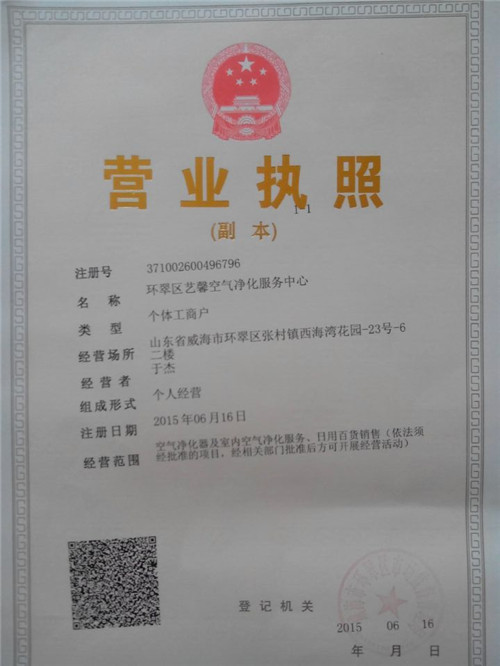 营业执照
1-1
(副 本)
注册号 371002600496796
名 称 环翠区艺馨空气净化服务中心
类 型 个体工商户
经营场所 山东省威海市环翠区张村镇西海湾花园-23号-6
二楼
经营者 于杰
组成形式 个人经营
注册日期 2015年06月16日
经营范围 空气净化器及室内空气净化服务、日用百货销售（依法须
经批准的项目，经相关部门批准后方可开展经营活动）
登记机关
2015 06 16
年 月 日